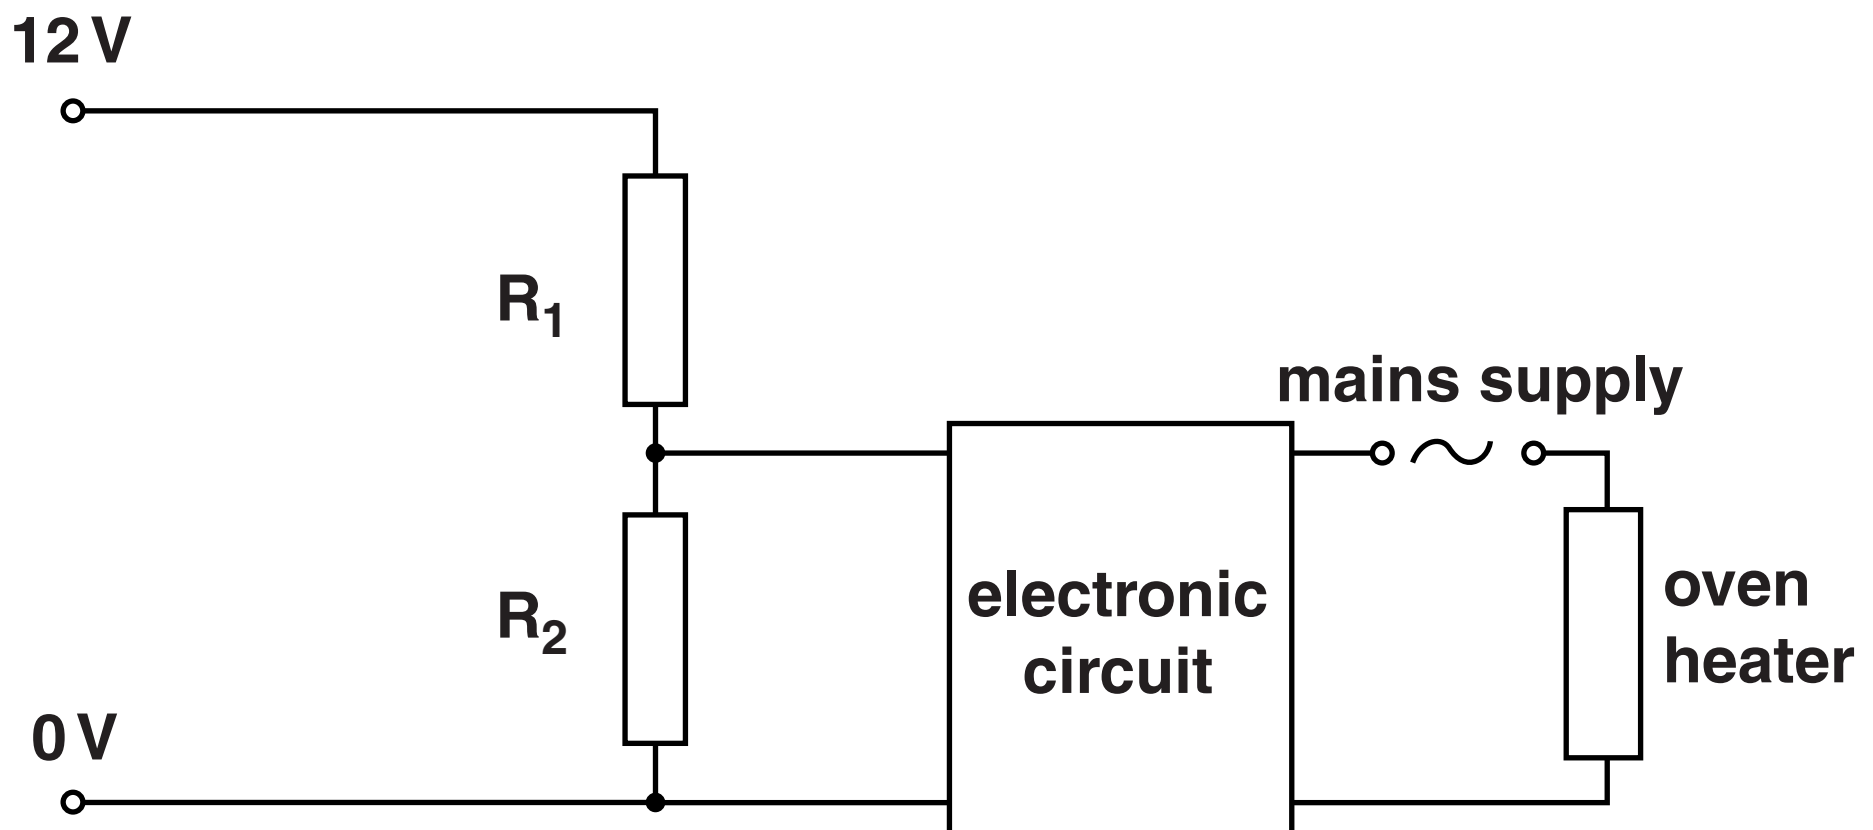 12 V
R1
mains supply
electronic
circuit
oven
heater
R2
0 V